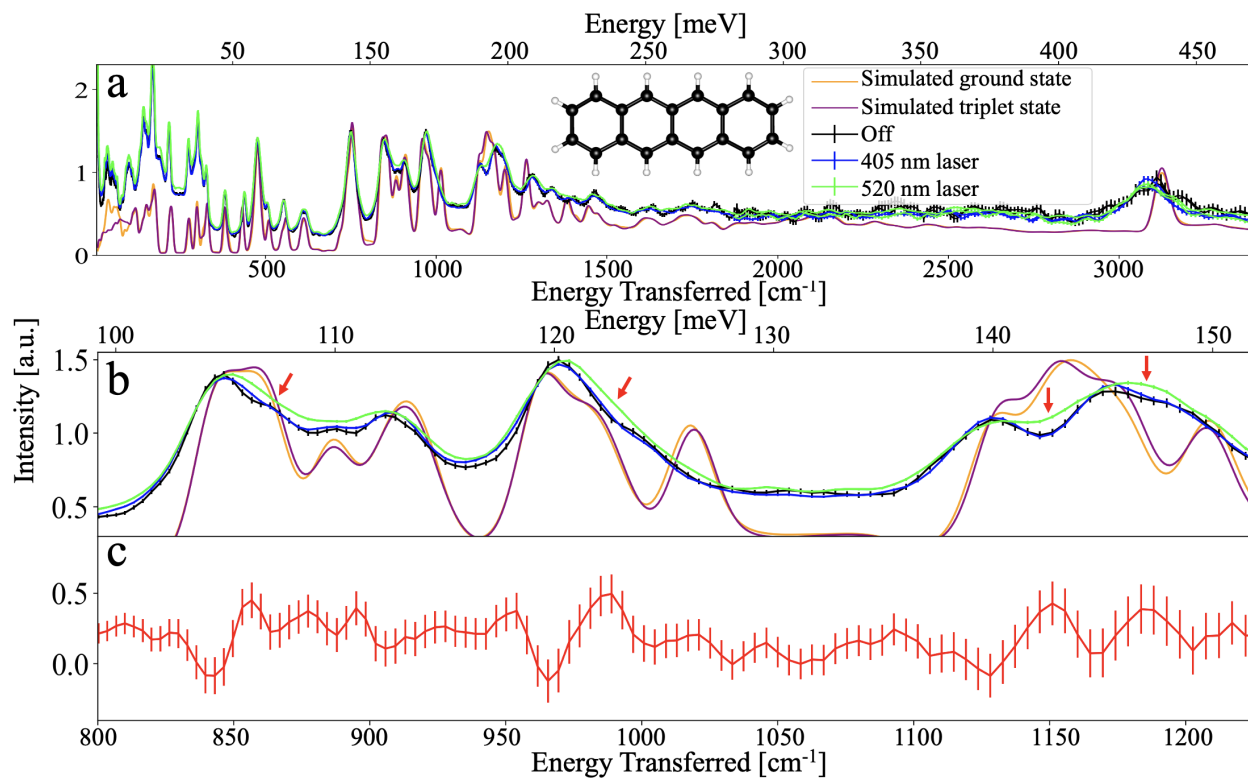 Energy [meV]
50 100 150 200 250 300 350 400 450
a
Simulated ground state
Simulated triplet state
Off
405 nm laser
520 nm laser
2
1
0
500 1000 1500 2000 2500 3000
Energy Transferred [cm-1]
Energy [meV]
100 110 120 130 140 150
b
Intensity [a.u.]
1.5
1.0
0.5
c
0.5
0.0
800 850 900 950 1000 1050 1100 1150 1200
Energy Transferred [cm-1]